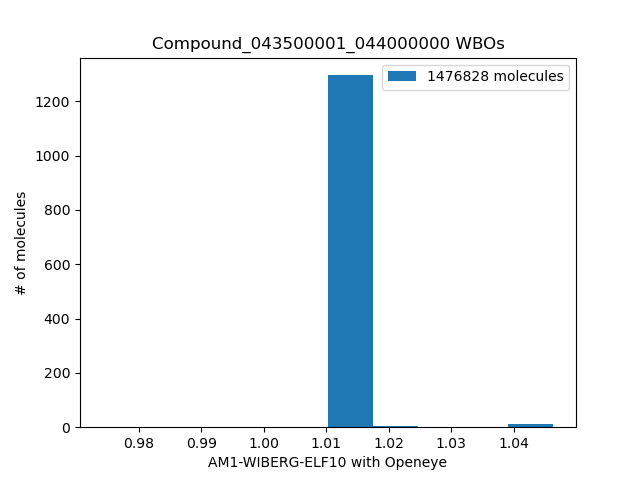 Compound_043500001_044000000 WBOs
1476828 molecules
# of molecules
1200
1000
800
600
400
200
0
0.98 0.99 1.00 1.01 1.02 1.03 1.04
AM1-WIBERG-ELF10 with Openeye